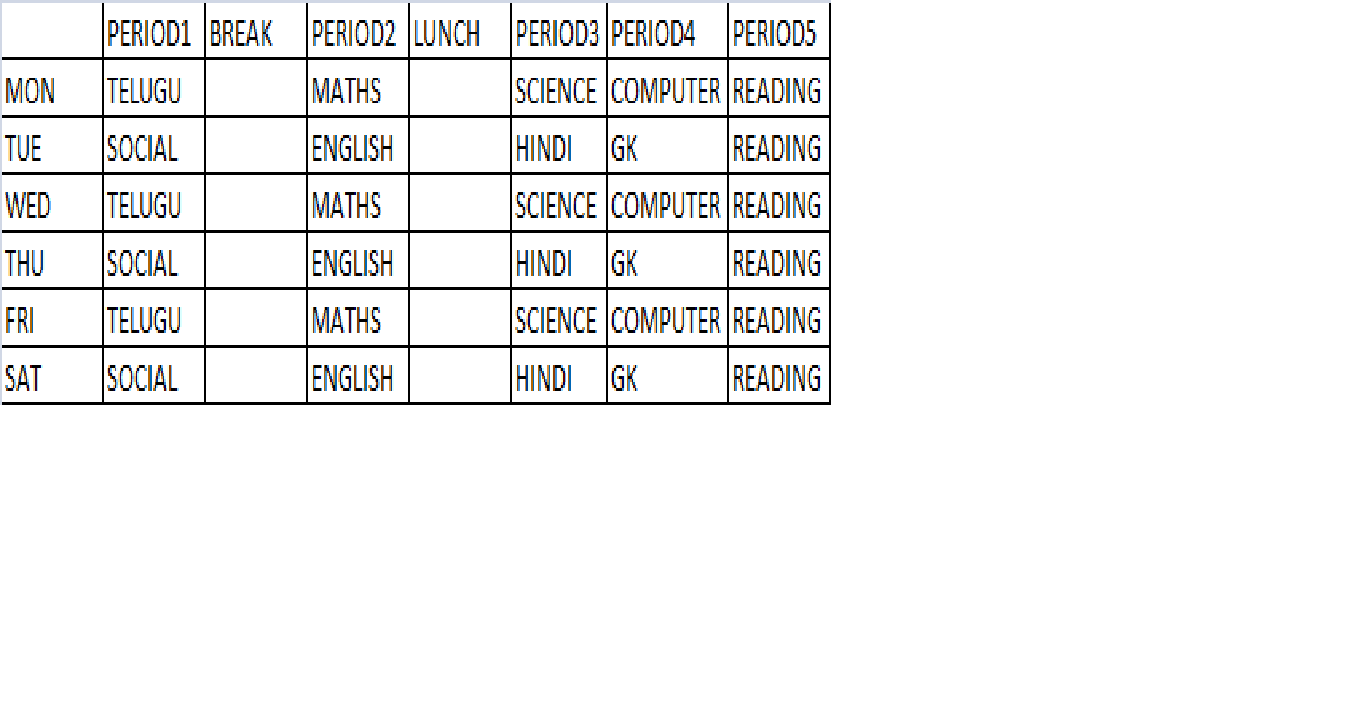 PERIOD1 BREAK PERIOD2 LUNCH PERIOD3 PERIOD4 PERIOD5
MON TELUGU MATHS SCIENCE COMPUTER READING
TUE SOCIAL ENGLISH HINDI GK READING
WED TELUGU MATHS SCIENCE COMPUTER READING
THU SOCIAL ENGLISH HINDI GK READING
FRI TELUGU MATHS SCIENCE COMPUTER READING
SAT SOCIAL ENGLISH HINDI GK READING